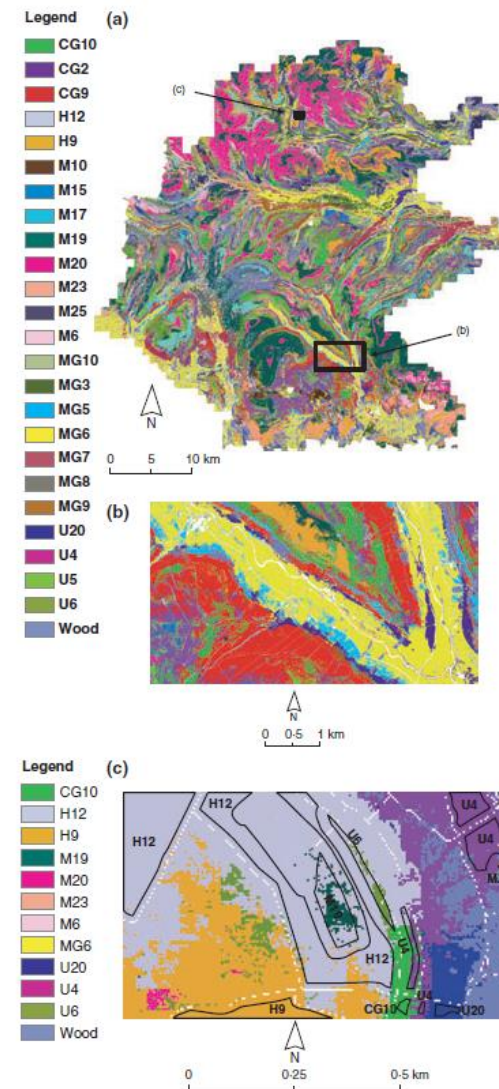 Legend
CG10
CG2
CG9
H12
H9
M10
M15
M17
M19
M20
M23
M25
M6
MG10
MG3
MG5
MG6
MG7
MG8
MG9
U20
U4
U5
U6
Wood
(a)
(c)
(b)
N
0 5 10 km
(b)
N
0 0·5 1 km
Legend
CG10
H12
H9
M19
M20
M23
M6
MG6
U20
U4
U6
Wood
(c)
H12
H12
U6
U4
U4
U4
H12
U4
CG10
U20
H9
N
0 0·25 0·5 km